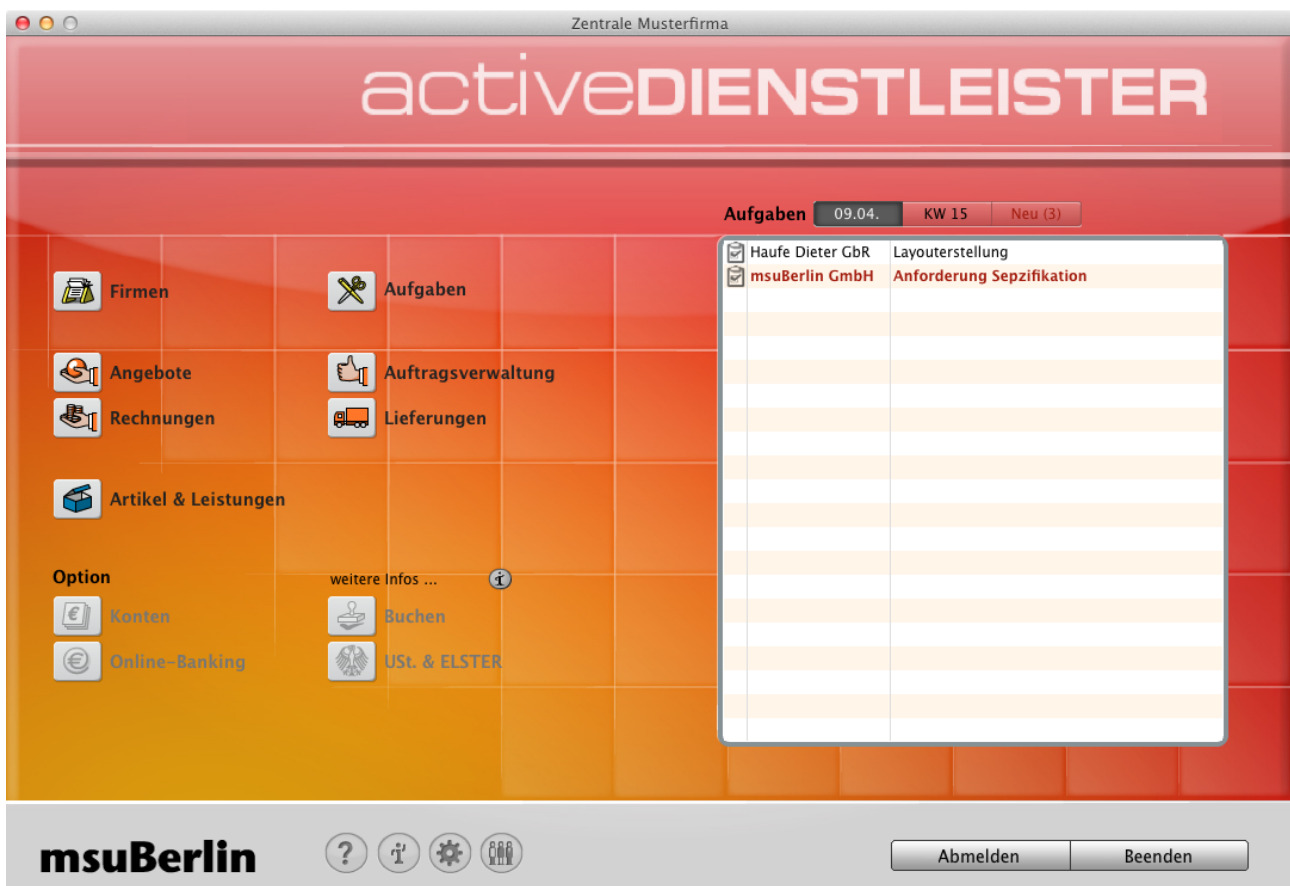 Zentrale Musterfirma
activeDIENSTLEISTER
Aufgaben 09.04. KW 15 Neu (3)
Haufe Dieter GbR Layouterstellung
msuBerlin GmbH Anforderung Sepzifikation
Firmen Aufgaben
Angebote Auftragsverwaltung
Rechnungen Lieferungen
Artikel & Leistungen
Option weitere Infos ...
Konten Buchen
Online-Banking USt. & ELSTER
msuBerlin Abmelden Beenden